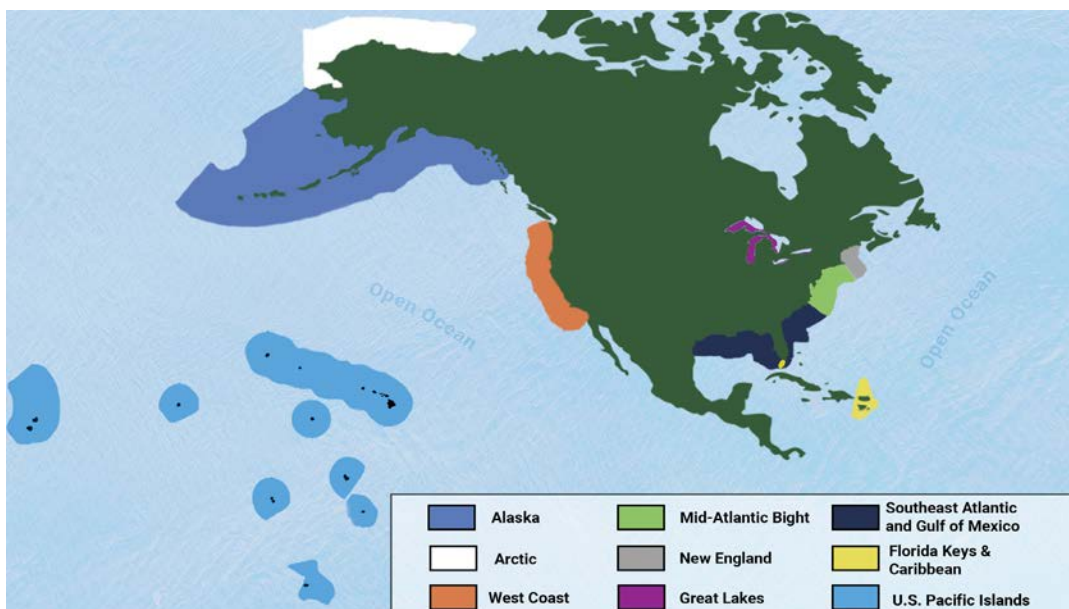 Open Ocean
Open Ocean
Alaska
Mid-Atlantic Bight
Southeast Atlantic
and Gulf of Mexico
Arctic
New England
Florida Keys &
Caribbean
West Coast
Great Lakes
U.S. Pacific Islands